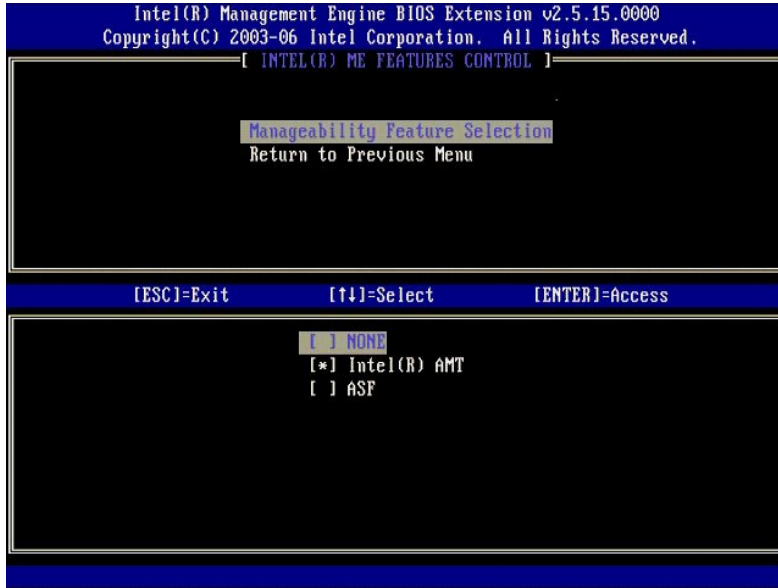 Intel(R) Management Engine BIOS Extension v2.5.15.0000
Copyright(C) 2003-06 Intel Corporation. All Rights Reserved.
[ INTEL(R) ME FEATURES CONTROL ]
Manageability Feature Selection
Return to Previous Menu
[ESC]=Exit [↑↓]=Select [ENTER]=Access
[ ] NONE
[*] Intel(R) AMT
[ ] ASF